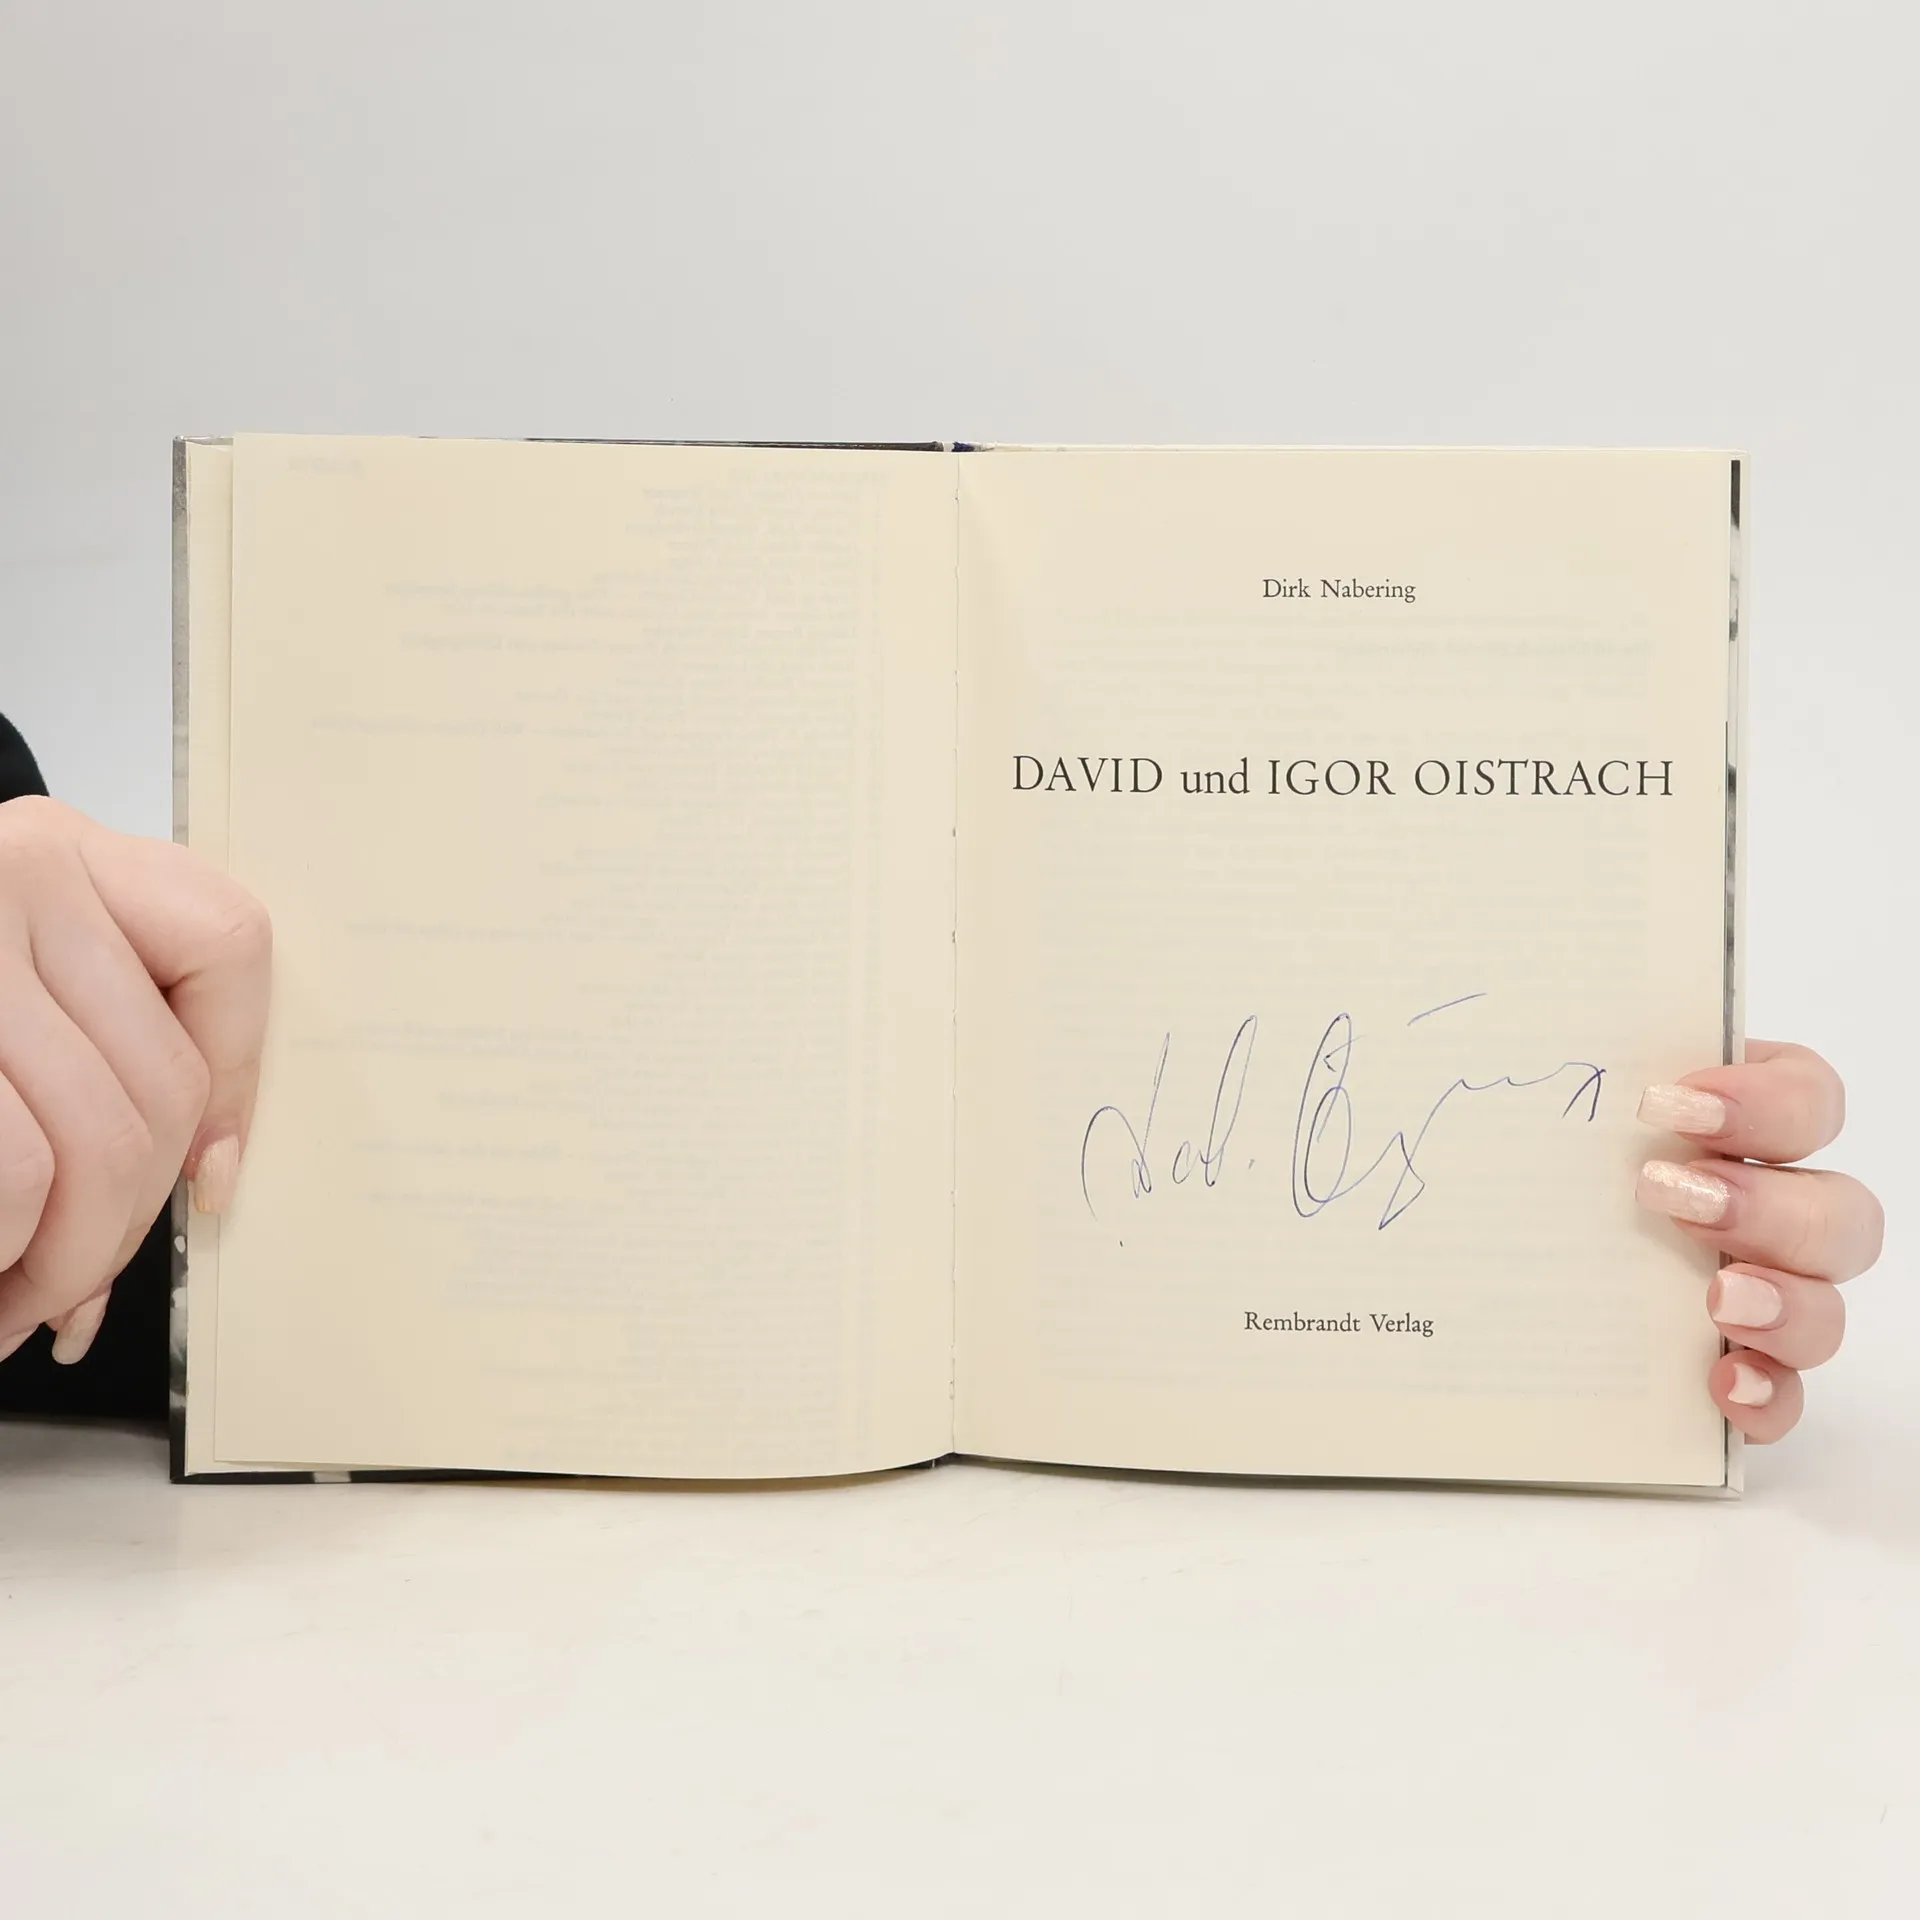 Dirk Nabering
DAVID und IGOR OISTRACH
Rembrandt Verlag